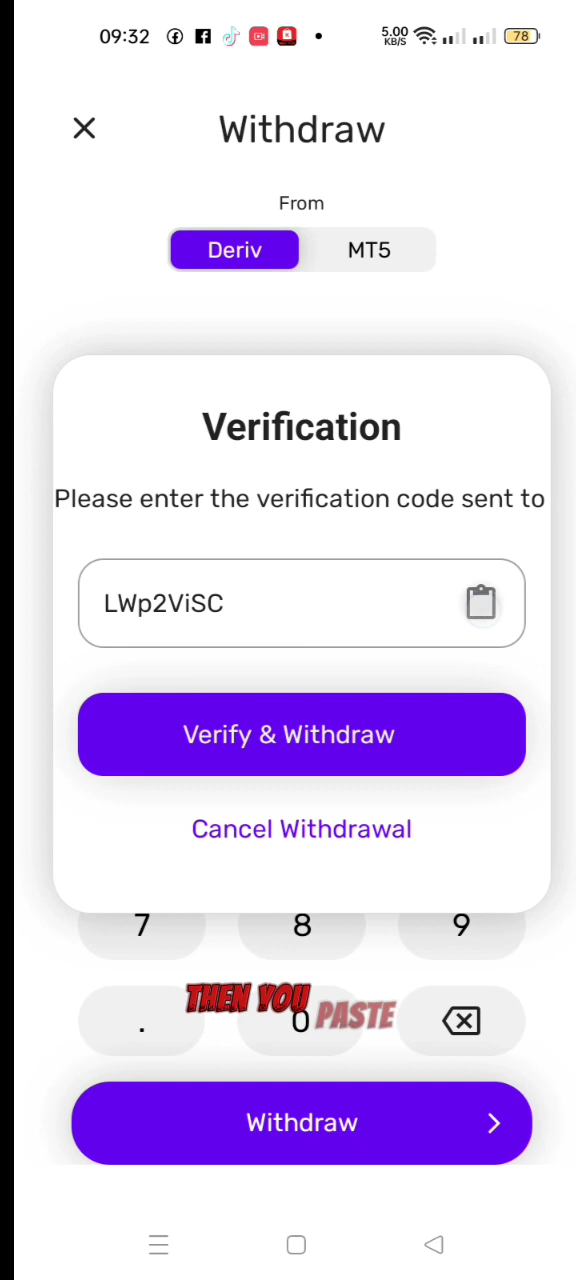 09:32 5.00 KB/S 78
Withdraw
From
Deriv MT5
Verification
Please enter the verification code sent to
LWp2ViSC
Verify & Withdraw
Cancel Withdrawal
7 8 9
THEN YOU PASTE
. 0
Withdraw